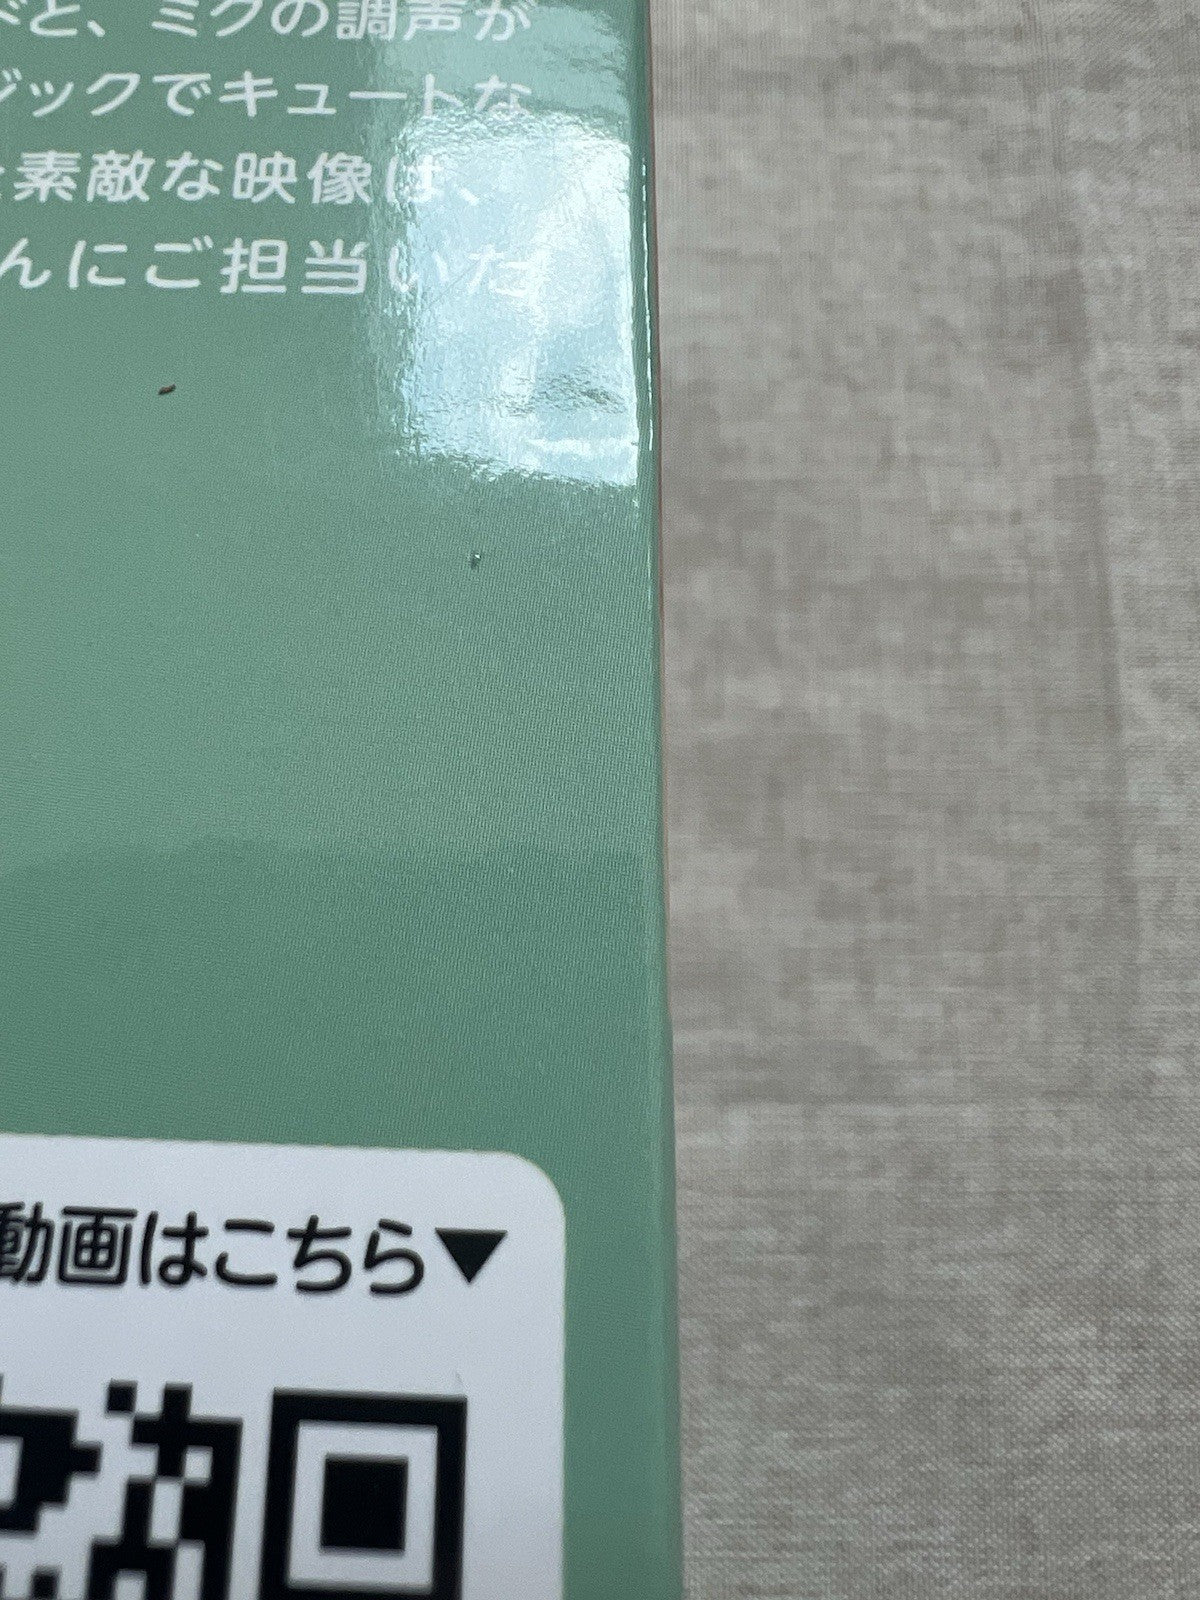 と、ミクの調声が
ジックでキュートな
素敵な映像は、
んにご担当いた
動画はこちら▼